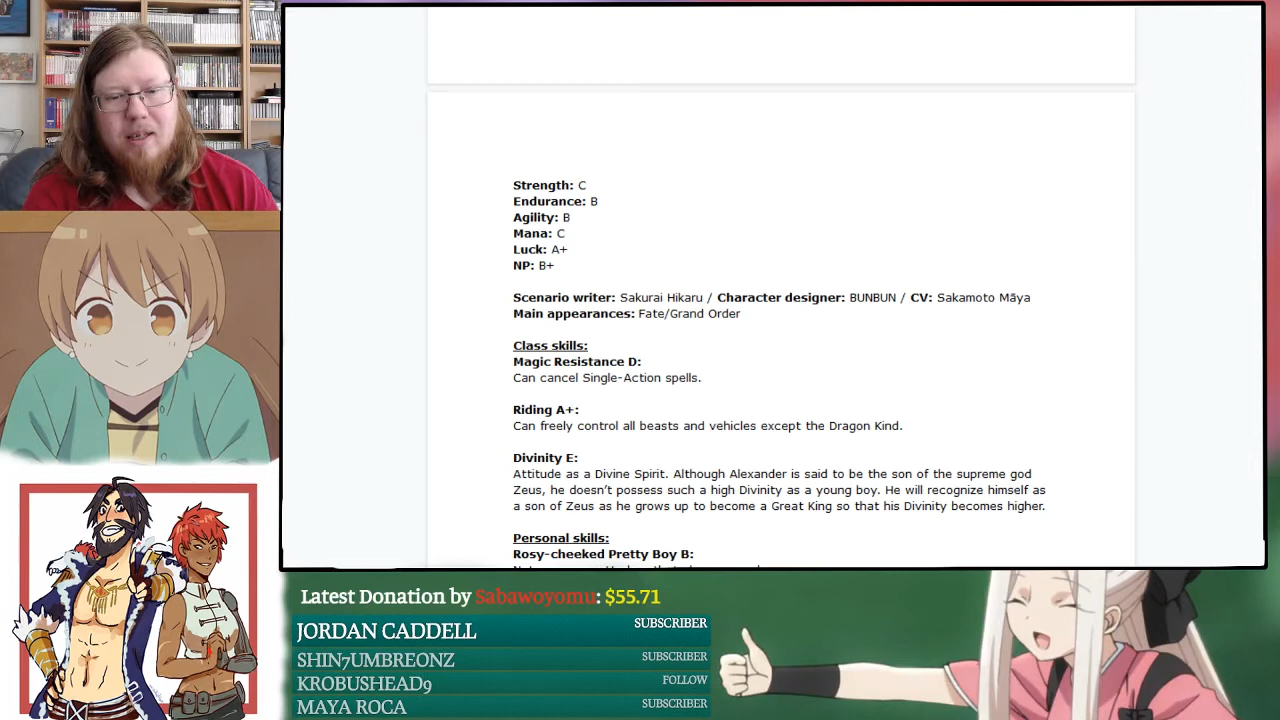 Strength: C
Endurance: B
Agility: B
Mana: C
Luck: A+
NP: B+
Scenario writer: Sakurai Hikaru / Character designer: BUNBUN / CV: Sakamoto Māya
Main appearances: Fate/Grand Order
Class skills:
Magic Resistance D:
Can cancel Single-Action spells.
Riding A+:
Can freely control all beasts and vehicles except the Dragon Kind.
Divinity E:
Attitude as a Divine Spirit. Although Alexander is said to be the son of the supreme god
Zeus, he doesn’t possess such a high Divinity as a young boy. He will recognize himself as
a son of Zeus as he grows up to become a Great King so that his Divinity becomes higher.
Personal skills:
Rosy-cheeked Pretty Boy B:
Latest Donation by Sabawoyomu: $55.71
JORDAN CADDELL SUBSCRIBER
SHIN7UMBREONZ SUBSCRIBER
KROBUSHEAD9 FOLLOW
MAYA ROCA SUBSCRIBER